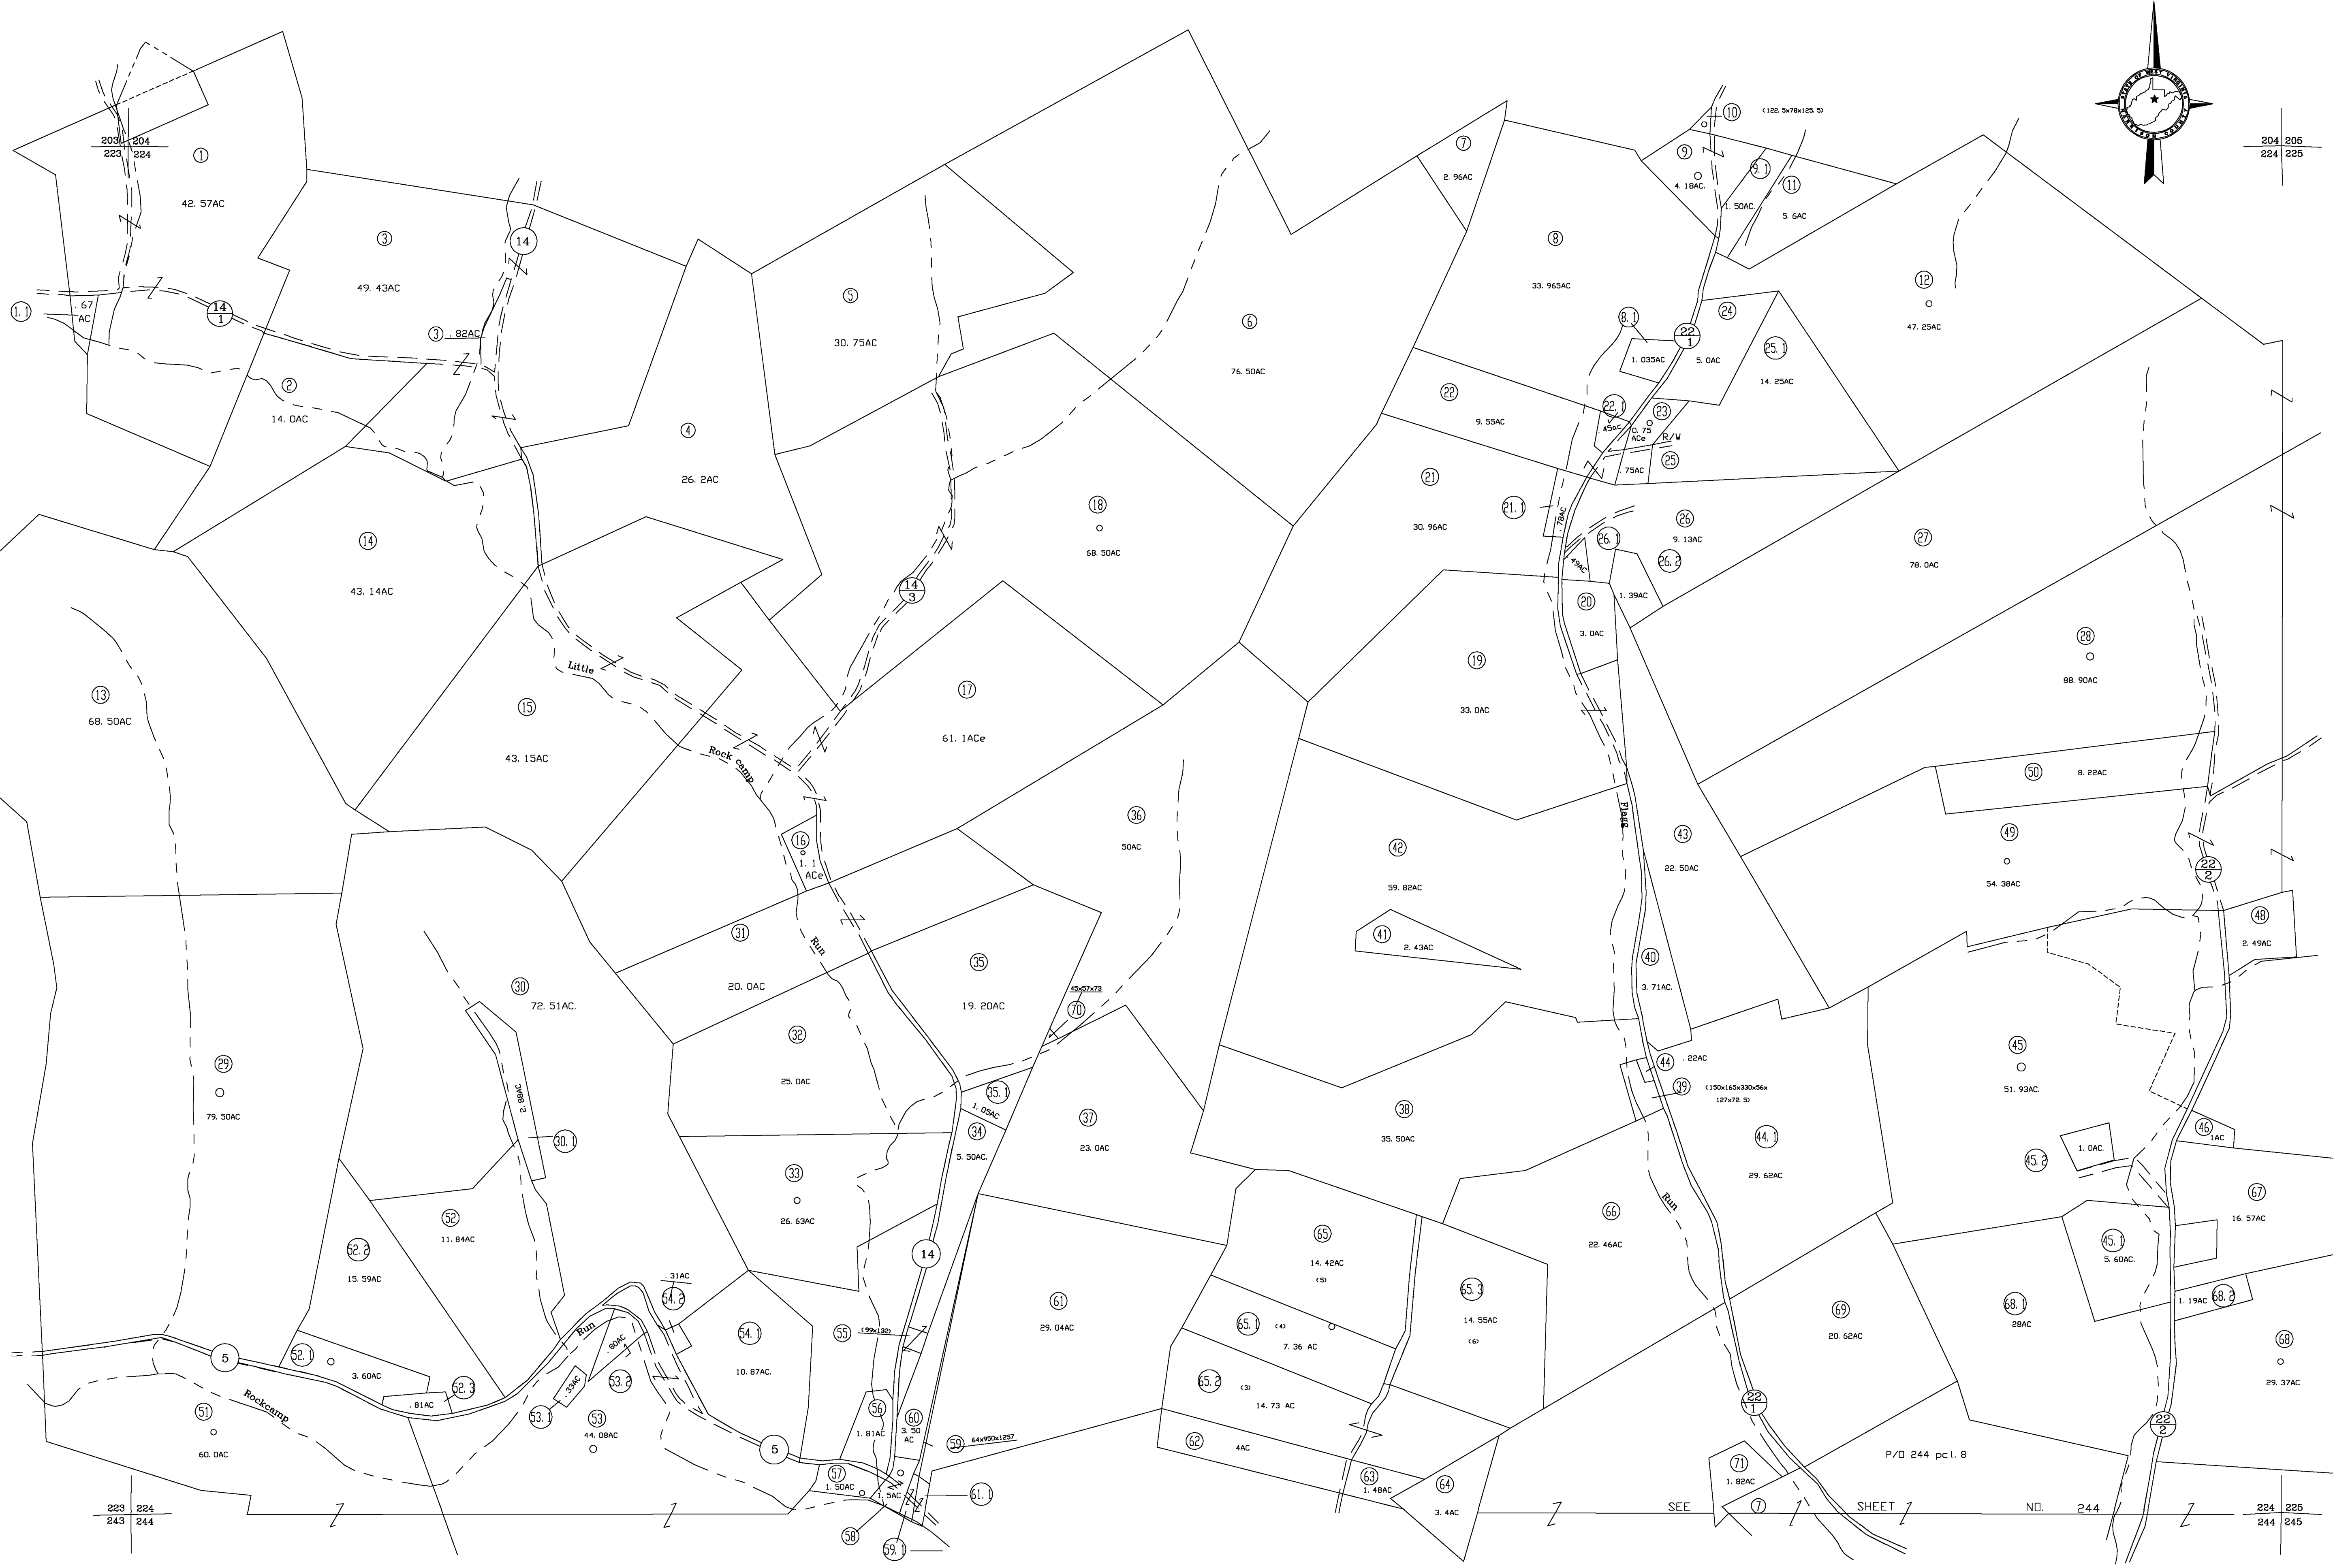 STATE OF WEST VIRGINIA
HARRISON COUNTY
203 204
223 224
204 205
224 225
1
42. 57AC
1. 1
. 67
AC
14
1
2
14. 0AC
3
49. 43AC
3 . 82AC
14
4
26. 2AC
5
30. 75AC
6
76. 50AC
7
2. 96AC
8
33. 965AC
8. 1
1. 035AC
9
4. 18AC.
9. 1
1. 50AC.
10
(122. 5x78x125. 5)
11
5. 6AC
12
47. 25AC
22
1
24
5. 0AC
25. 1
14. 25AC
22
9. 55AC
22. 1
. 45AC
23
0. 75
ACe
R/W
25
. 75AC
21
30. 96AC
21. 1
. 78AC
26
9. 13AC
26. 1
. 49AC
26. 2
1. 39AC
27
78. 0AC
28
88. 90AC
20
3. 0AC
19
33. 0AC
18
68. 50AC
14
3
17
61. 1ACe
14
43. 14AC
13
68. 50AC
15
43. 15AC
Little
Rock camp
Run
16
1. 1
ACe
36
50AC
42
59. 82AC
41
2. 43AC
Flagg
43
22. 50AC
40
3. 71AC.
50
8. 22AC
49
54. 38AC
22
2
48
2. 49AC
31
20. 0AC
35
19. 20AC
45x57x73
70
30
72. 51AC.
2. 88AC
30. 1
29
79. 50AC
32
25. 0AC
35. 1
1. 05AC
34
5. 50AC.
37
23. 0AC
38
35. 50AC
44 . 22AC
39 (150x165x330x56x
127x72. 5)
44. 1
29. 62AC
45
51. 93AC.
46
1AC
45. 2
1. 0AC.
33
26. 63AC
52
11. 84AC
52. 2
15. 59AC
14
65
14. 42AC
(5)
66
22. 46AC
Run
67
16. 57AC
45. 1
5. 60AC.
. 31AC
54. 2
61
29. 04AC
65. 3
14. 55AC
(6)
65. 1 (4)
7. 36 AC
69
20. 62AC
68. 1
28AC
1. 19AC 68. 2
68
29. 37AC
5
52. 1
3. 60AC
52. 3
. 81AC
Run
. 80AC
. 33AC
53. 1
53. 2
53
44. 08AC
54. 1
10. 87AC.
55 (99x132)
65. 2 (3)
14. 73 AC
51
60. 0AC
Rockcamp
5
56
1. 81AC
60
3. 50
AC
59 64x950x1257
57
1. 50AC
1. 5AC
58
59. 1
61. 1
62
4AC
63
1. 48AC
64
3. 4AC
22
1
22
2
71
1. 82AC
7
P/O 244 pcl. 8
SEE SHEET NO. 244
223 224
243 244
224 225
244 245